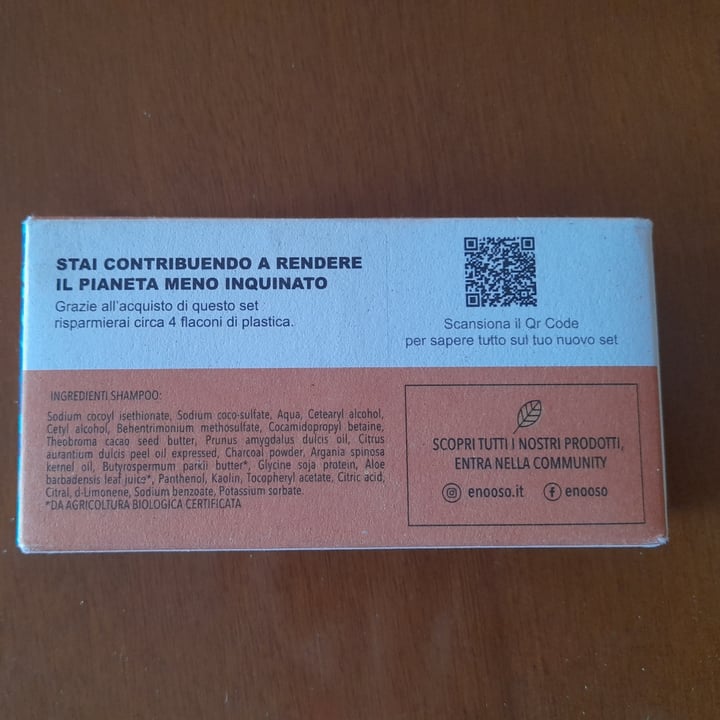 STAI CONTRIBUENDO A RENDERE
IL PIANETA MENO INQUINATO
Grazie all'acquisto di questo set
risparmierai circa 4 flaconi di plastica.
Scansiona il Qr Code
per sapere tutto sul tuo nuovo set
INGREDIENTI SHAMPOO:
Sodium cocoyl isethionate, Sodium coco-sulfate, Aqua, Cetearyl alcohol,
Cetyl alcohol, Behentrimonium methosulfate, Cocamidopropyl betaine,
Theobroma cacao seed butter, Prunus amygdalus dulcis oil, Citrus
aurantium dulcis peel oil expressed, Charcoal powder, Argania spinosa
kernel oil, Butyrospermum parkii butter*, Glycine soja protein, Aloe
barbadensis leaf juice*, Panthenol, Kaolin, Tocopheryl acetate, Citric acid,
Citral, d-Limonene, Sodium benzoate, Potassium sorbate.
*DA AGRICOLTURA BIOLOGICA CERTIFICATA
SCOPRI TUTTI I NOSTRI PRODOTTI,
ENTRA NELLA COMMUNITY
enooso.it enooso